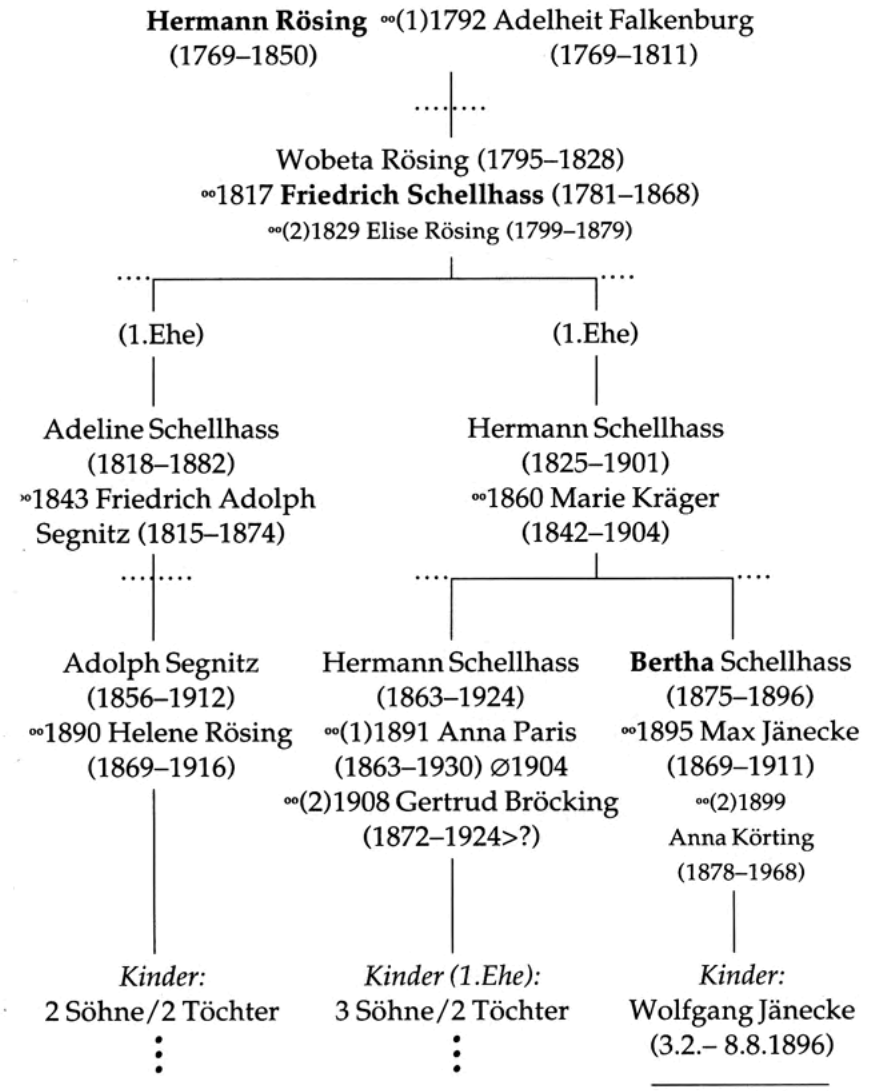 Hermann Rösing ∞(1)1792 Adelheit Falkenburg
(1769–1850) (1769–1811)
Wobeta Rösing (1795–1828)
∞1817 Friedrich Schellhass (1781–1868)
∞(2)1829 Elise Rösing (1799–1879)
(1.Ehe) (1.Ehe)
Adeline Schellhass
(1818–1882)
∞1843 Friedrich Adolph
Segnitz (1815–1874)
Hermann Schellhass
(1825–1901)
∞1860 Marie Kräger
(1842–1904)
Adolph Segnitz
(1856–1912)
∞1890 Helene Rösing
(1869–1916)
Hermann Schellhass
(1863–1924)
∞(1)1891 Anna Paris
(1863–1930) ∅1904
∞(2)1908 Gertrud Bröcking
(1872–1924>?)
Bertha Schellhass
(1875–1896)
∞1895 Max Jänecke
(1869–1911)
∞(2)1899
Anna Körting
(1878–1968)
Kinder:
2 Söhne/2 Töchter
Kinder (1.Ehe):
3 Söhne/2 Töchter
Kinder:
Wolfgang Jänecke
(3.2.– 8.8.1896)